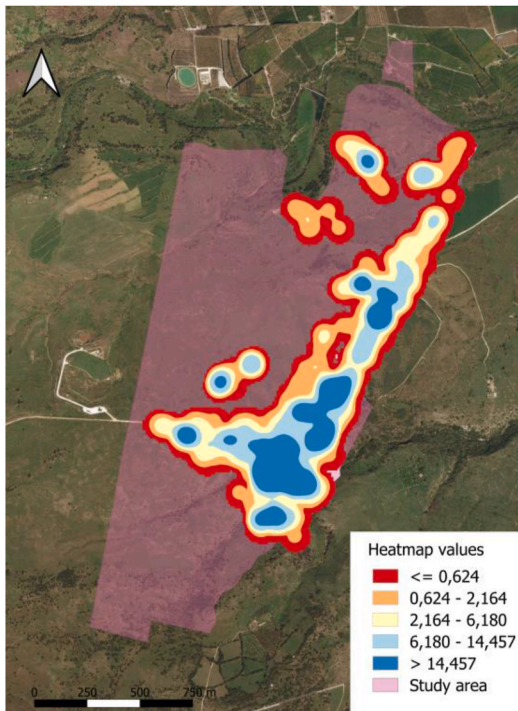 Heatmap values
<= 0,624
0,624 - 2,164
2,164 - 6,180
6,180 - 14,457
> 14,457
Study area
0 250 500 750 m